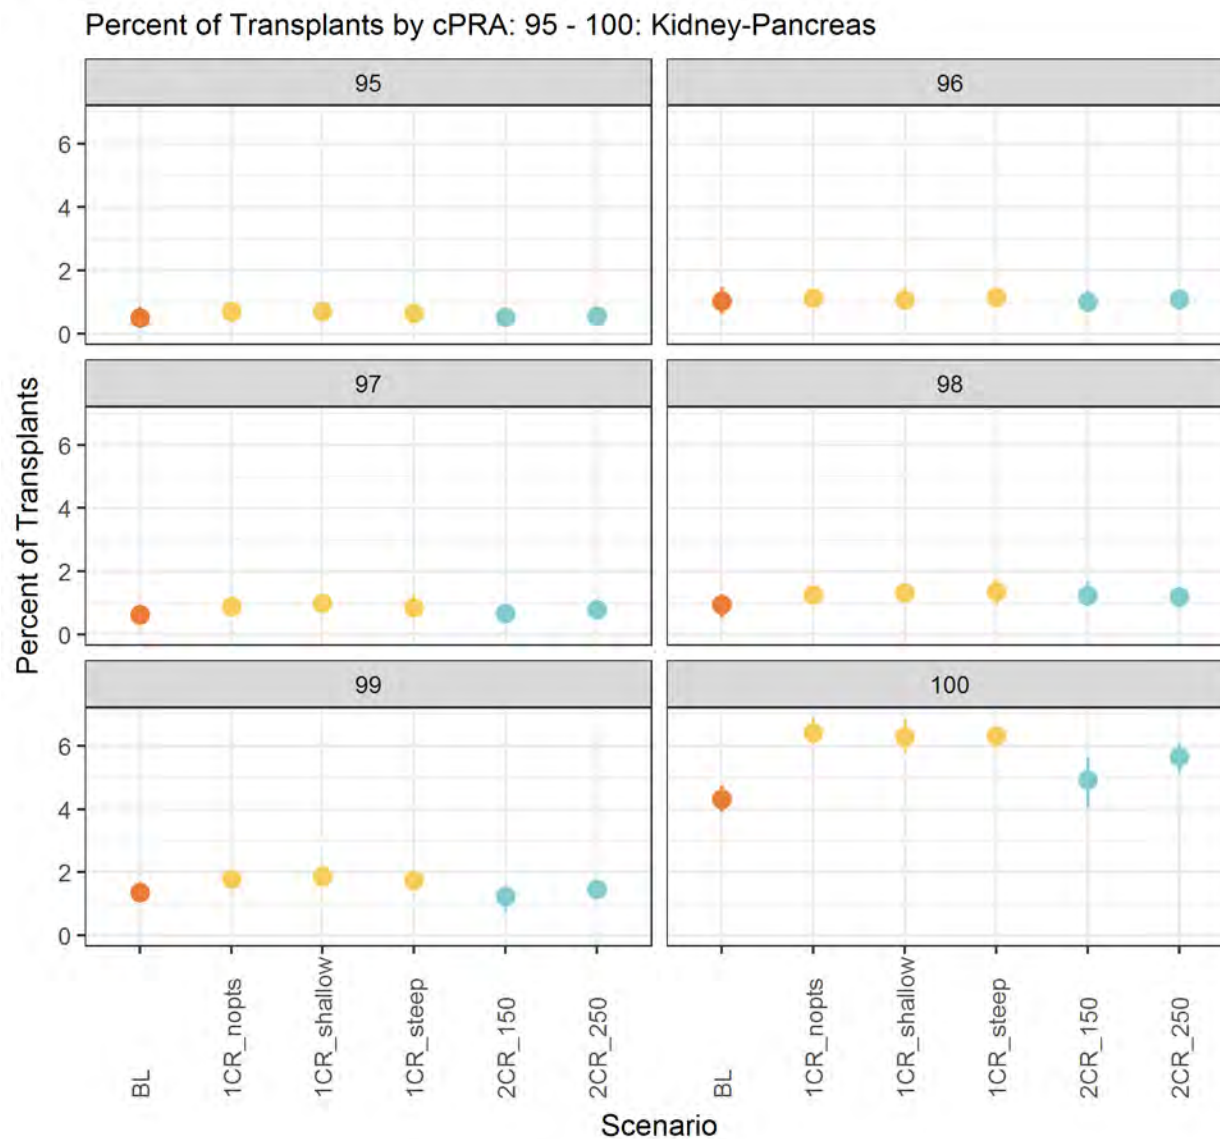 Percent of Transplants by cPRA: 95 - 100: Kidney-Pancreas
95
96
6
4
2
0
97
98
6
4
2
0
99
100
6
4
2
0
Percent of Transplants
BL
1CR_nopts
1CR_shallow
1CR_steep
2CR_150
2CR_250
BL
1CR_nopts
1CR_shallow
1CR_steep
2CR_150
2CR_250
Scenario